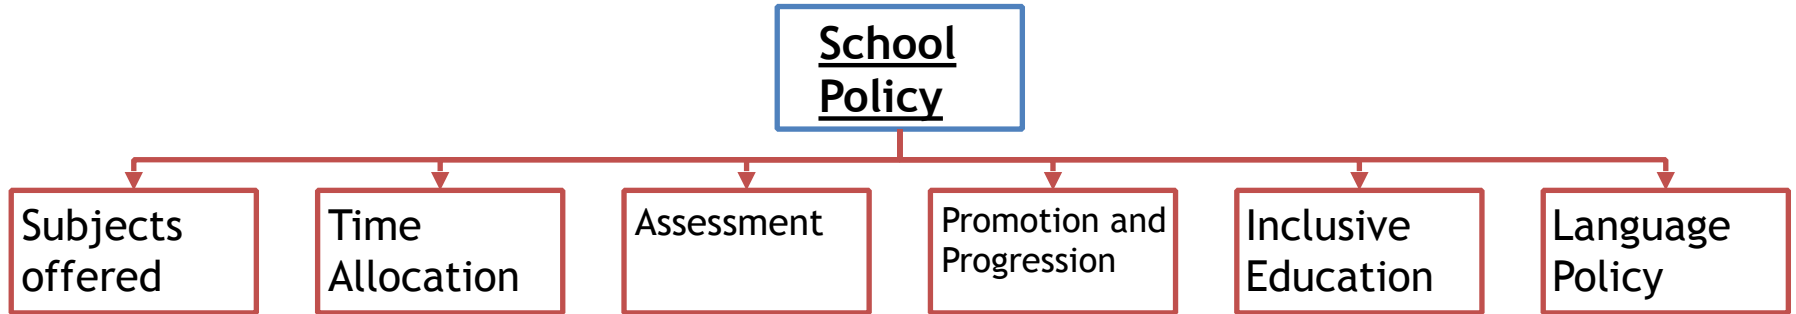 School
Policy
Subjects
offered
Time
Allocation
Assessment
Promotion and
Progression
Inclusive
Education
Language
Policy